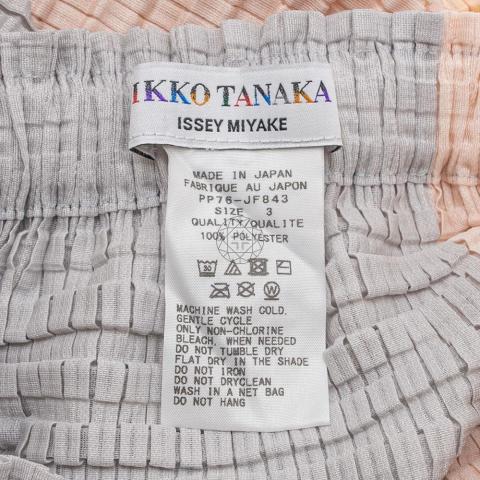 IKKO TANAKA
ISSEY MIYAKE
MADE IN JAPAN
FABRIQUE AU JAPON
PP76-JF843
SIZE 3
QUALITY/QUALITE
100% POLYESTER
30
W
MACHINE WASH COLD.
GENTLE CYCLE
ONLY NON-CHLORINE
BLEACH, WHEN NEEDED
DO NOT TUMBLE DRY
FLAT DRY IN THE SHADE
DO NOT IRON
DO NOT DRYCLEAN
WASH IN A NET BAG
DO NOT HANG